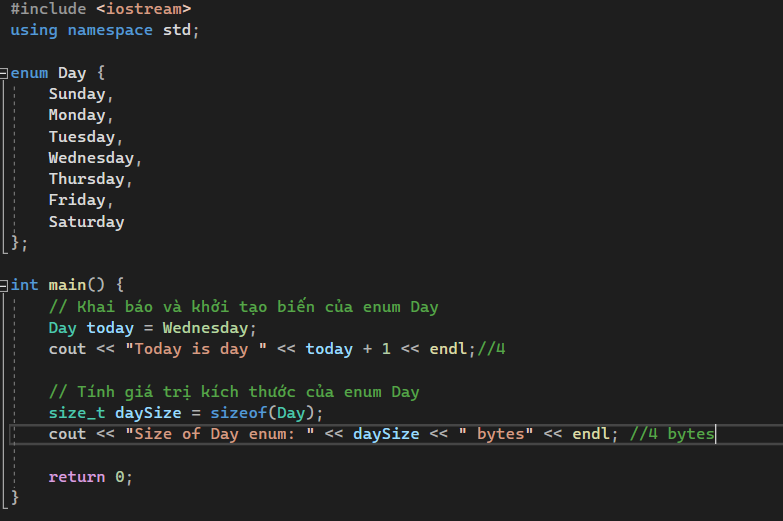 #include <iostream>
using namespace std;
enum Day {
Sunday,
Monday,
Tuesday,
Wednesday,
Thursday,
Friday,
Saturday
};
int main() {
// Khai báo và khởi tạo biến của enum Day
Day today = Wednesday;
cout << "Today is day " << today + 1 << endl;//4
// Tính giá trị kích thước của enum Day
size_t daySize = sizeof(Day);
cout << "Size of Day enum: " << daySize << " bytes" << endl; //4 bytes
return 0;
}